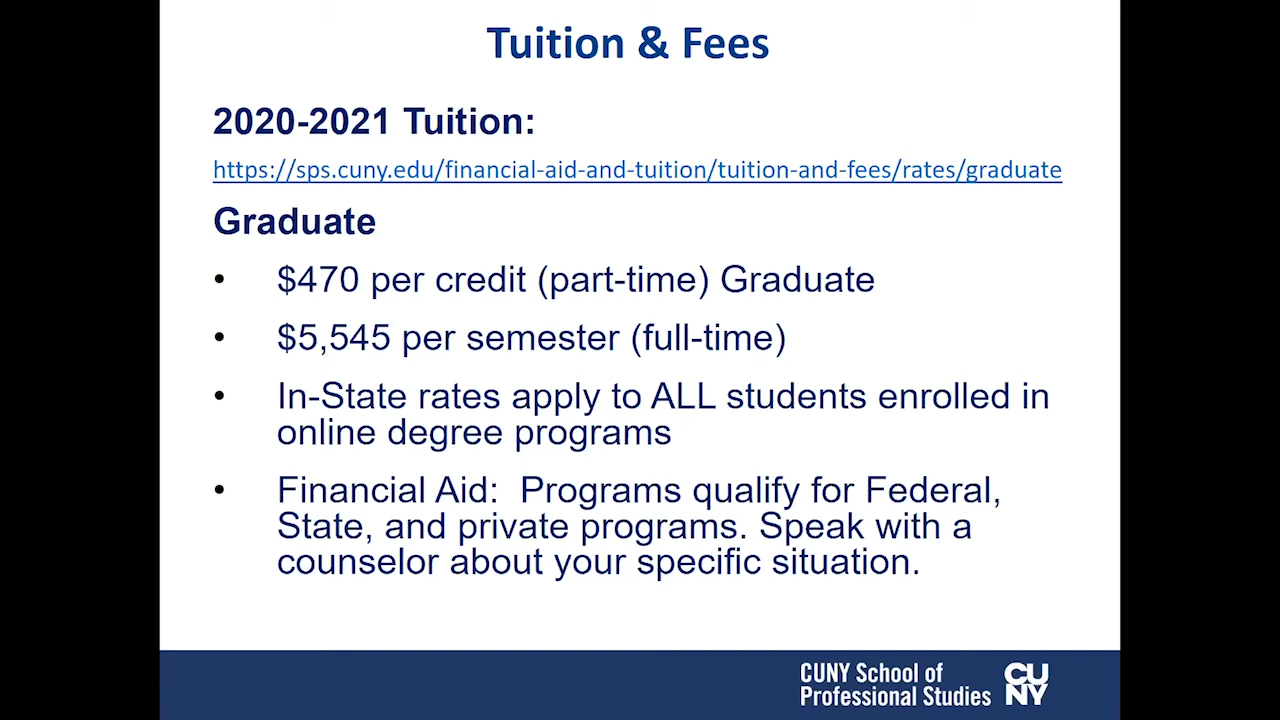 Tuition & Fees
2020-2021 Tuition:
https://sps.cuny.edu/financial-aid-and-tuition/tuition-and-fees/rates/graduate
Graduate
• $470 per credit (part-time) Graduate
• $5,545 per semester (full-time)
• In-State rates apply to ALL students enrolled in
online degree programs
• Financial Aid:  Programs qualify for Federal,
State, and private programs. Speak with a
counselor about your specific situation.
CUNY School of
Professional Studies
CU
NY